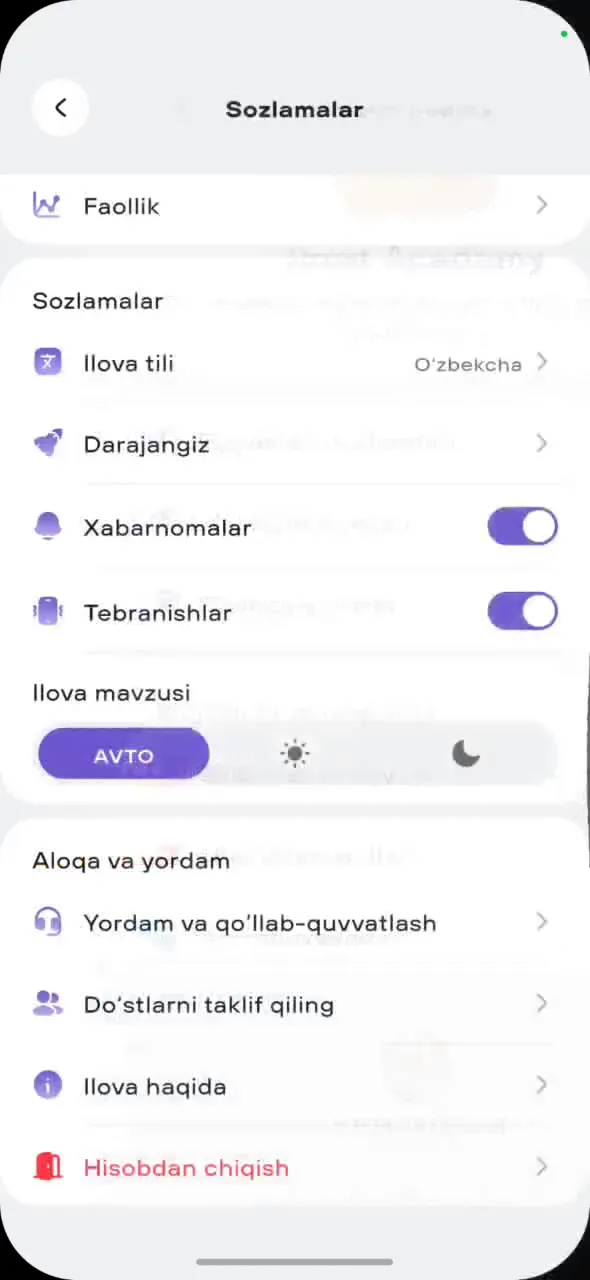 Sozlamalar
Faollik
Sozlamalar
Ilova tili
O'zbekcha
Darajangiz
Xabarnomalar
Tebranishlar
Ilova mavzusi
AVTO
Aloqa va yordam
Yordam va qo'llab-quvvatlash
Do'stlarni taklif qiling
Ilova haqida
Hisobdan chiqish